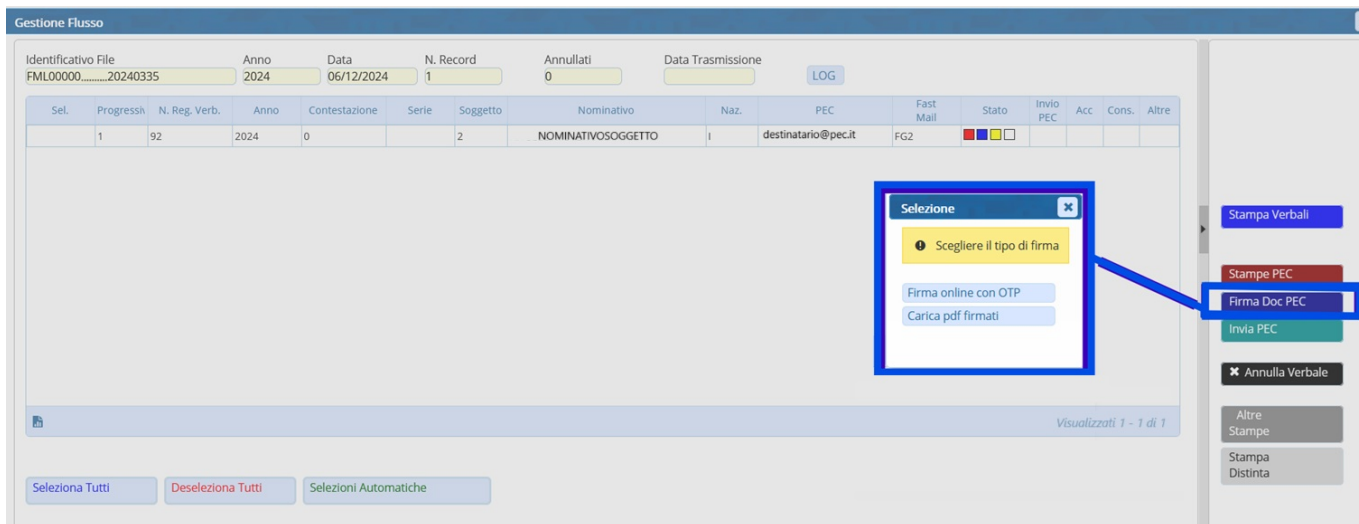 Gestione Flusso
Identificativo File Anno Data N. Record Annullati Data Trasmissione
FML00000..........20240335 2024 06/12/2024 1 0 LOG
Sel. Progressiv N. Reg. Verb. Anno Contestazione Serie Soggetto Nominativo Naz. PEC Fast Mail Stato Invio PEC Acc Cons. Altre
1 92 2024 0 2 NOMINATIVOSOGGETTO I destinatario@pec.it FG2
Selezione
Scegliere il tipo di firma
Firma online con OTP
Carica pdf firmati
Visualizzati 1 - 1 di 1
Seleziona Tutti Deseleziona Tutti Selezioni Automatiche
Stampa Verbali
Stampe PEC
Firma Doc PEC
Invia PEC
Annulla Verbale
Altre
Stampe
Stampa
Distinta